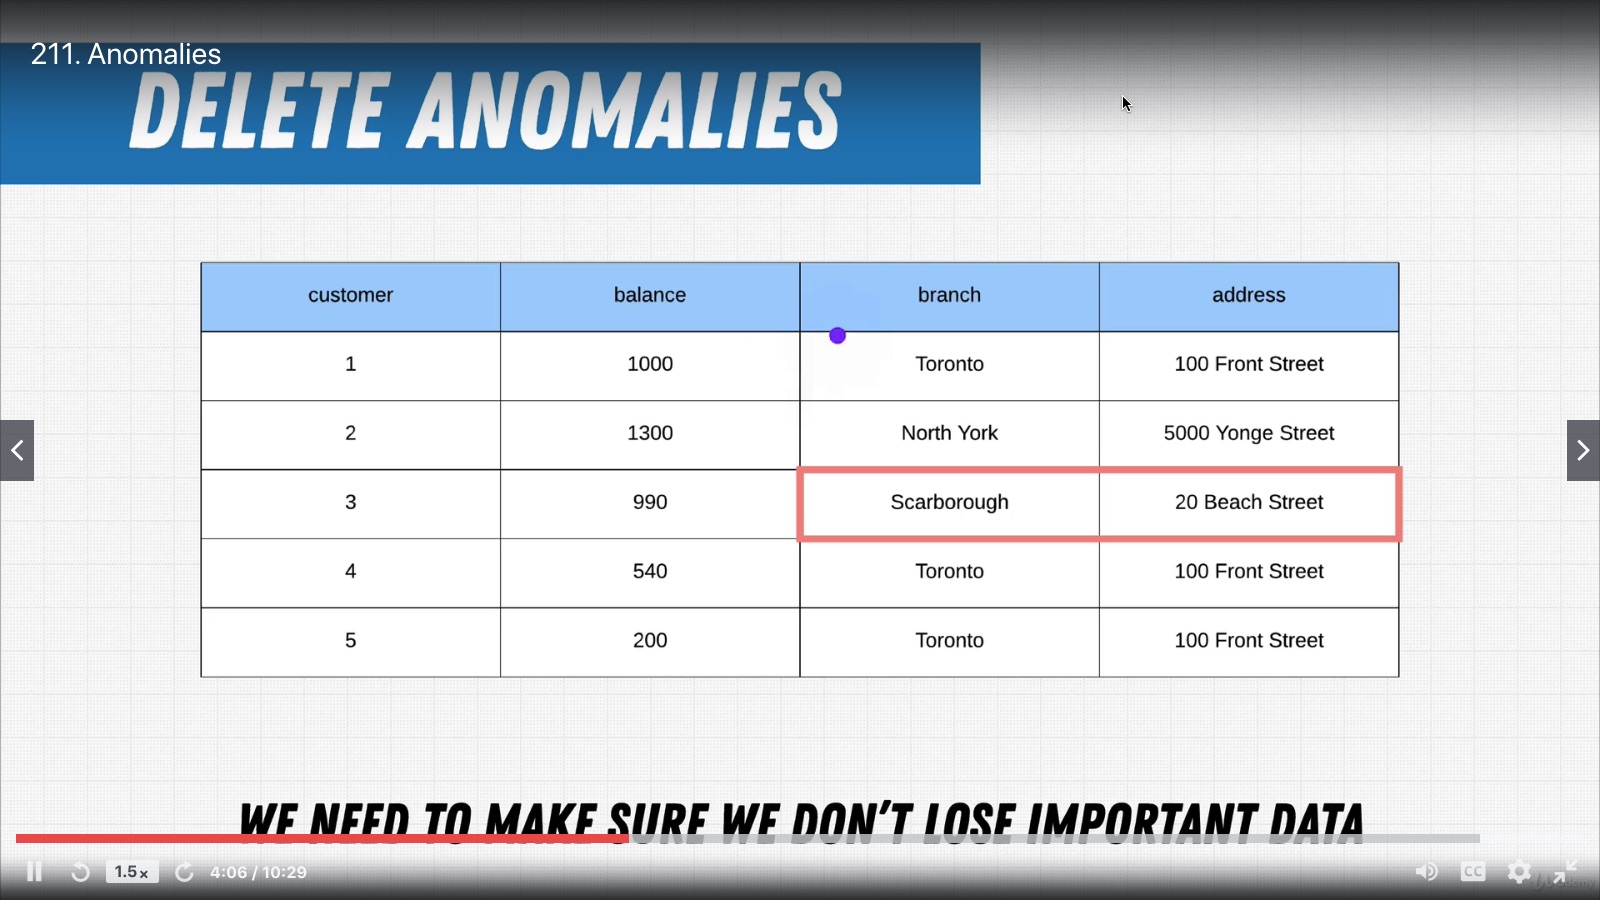 211. Anomalies
DELETE ANOMALIES
customer balance branch address
1 1000 Toronto 100 Front Street
2 1300 North York 5000 Yonge Street
3 990 Scarborough 20 Beach Street
4 540 Toronto 100 Front Street
5 200 Toronto 100 Front Street
WE NEED TO MAKE SURE WE DON'T LOSE IMPORTANT DATA
1.5x 4:06 / 10:29 CC